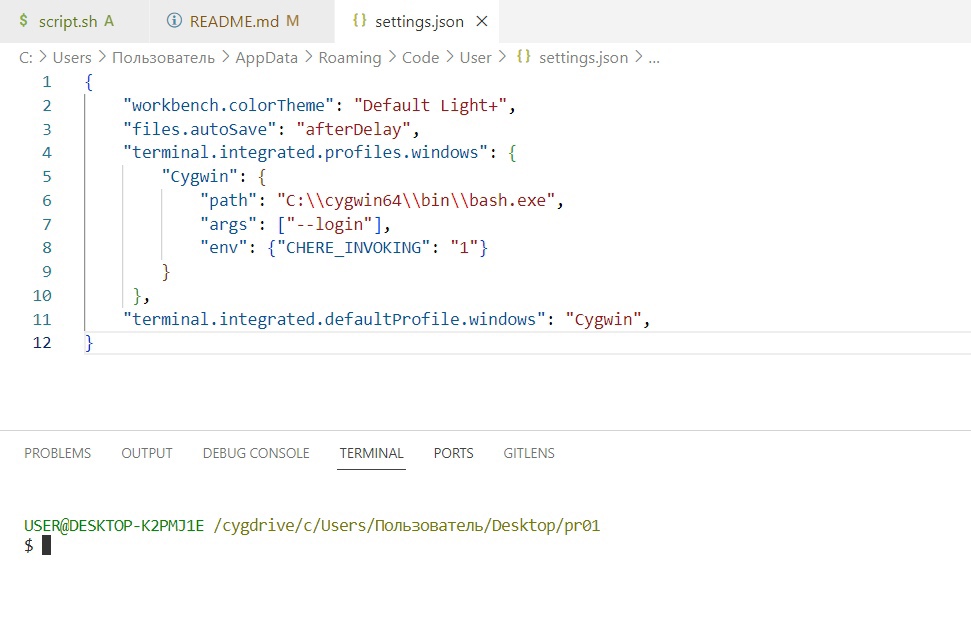 $ script.sh A README.md M {} settings.json ×
C: > Users > Пользователь > AppData > Roaming > Code > User > {} settings.json > ...
1 {
2 "workbench.colorTheme": "Default Light+",
3 "files.autoSave": "afterDelay",
4 "terminal.integrated.profiles.windows": {
5 "Cygwin": {
6 "path": "C:\\cygwin64\\bin\\bash.exe",
7 "args": ["--login"],
8 "env": {"CHERE_INVOKING": "1"}
9 }
10 },
11 "terminal.integrated.defaultProfile.windows": "Cygwin",
12 }
PROBLEMS OUTPUT DEBUG CONSOLE TERMINAL PORTS GITLENS
USER@DESKTOP-K2PMJ1E /cygdrive/c/Users/Пользователь/Desktop/pr01
$